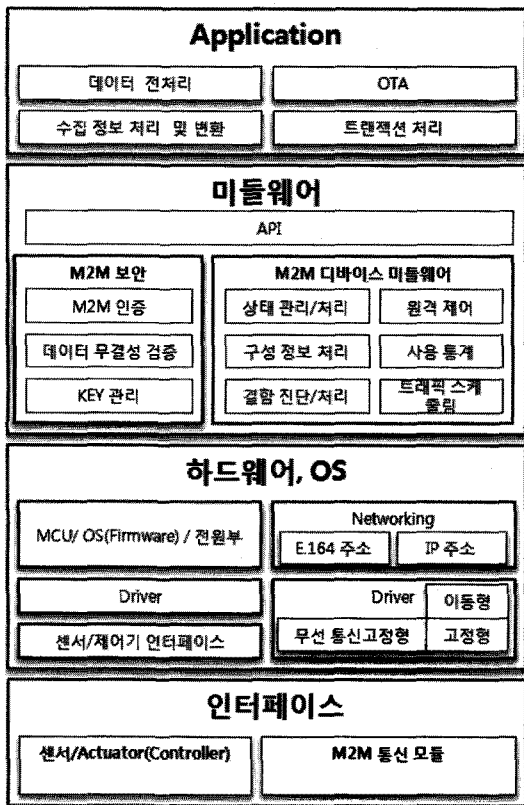 Application
데이터 전처리
OTA
수집 정보 처리 및 변환
트랜잭션 처리
미들웨어
API
M2M 보안
M2M 인증
데이터 무결성 검증
KEY 관리
M2M 디바이스 미들웨어
상태 관리/처리
원격 제어
구성 정보 처리
사용 통계
결함 진단/처리
트래픽 스케
줄링
하드웨어, OS
MCU/ OS(Firmware) / 전원부
Networking
E.164 주소
IP 주소
Driver
센서/제어기 인터페이스
Driver
이동형
무선 통신고정형
고정형
인터페이스
센서/Actuator(Controller)
M2M 통신 모듈